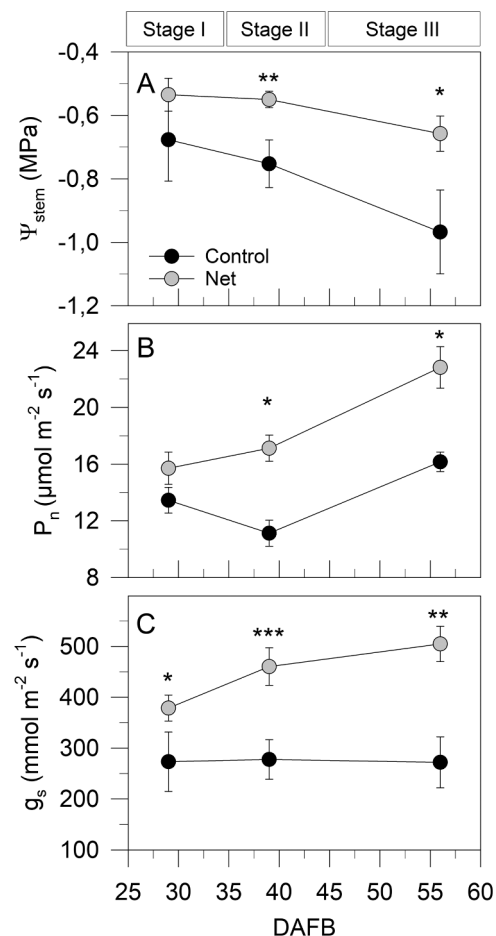 Stage I Stage II Stage III
-0,4
A ** *
-0,6
-0,8
-1,0
-1,2
Ψstem (MPa)
Control
Net
B *
24
*
20
16
12
8
Pn (µmol m-2 s-1)
C
*** **
500
*
400
300
200
100
gs (mmol m-2 s-1)
25 30 35 40 45 50 55 60
DAFB